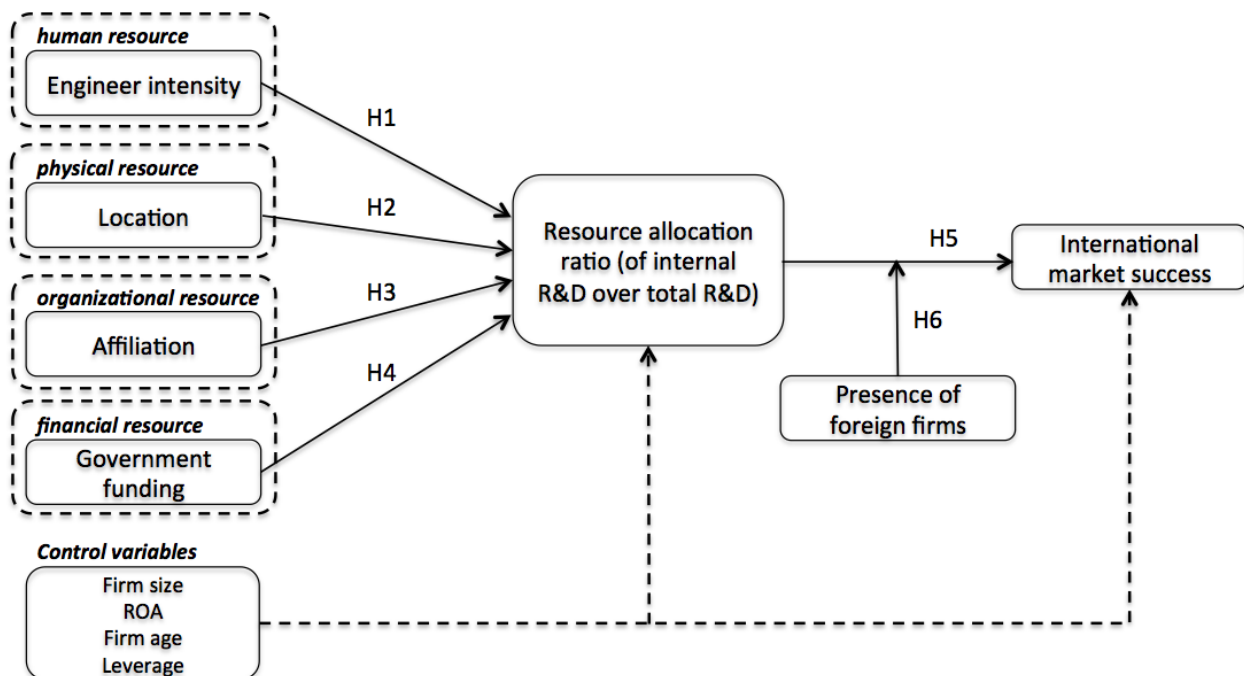 human resource
Engineer intensity
physical resource
Location
organizational resource
Affiliation
financial resource
Government
funding
Control variables
Firm size
ROA
Firm age
Leverage
H1
H2
H3
H4
Resource allocation
ratio (of internal
R&D over total R&D)
H5
H6
Presence of
foreign firms
International
market success